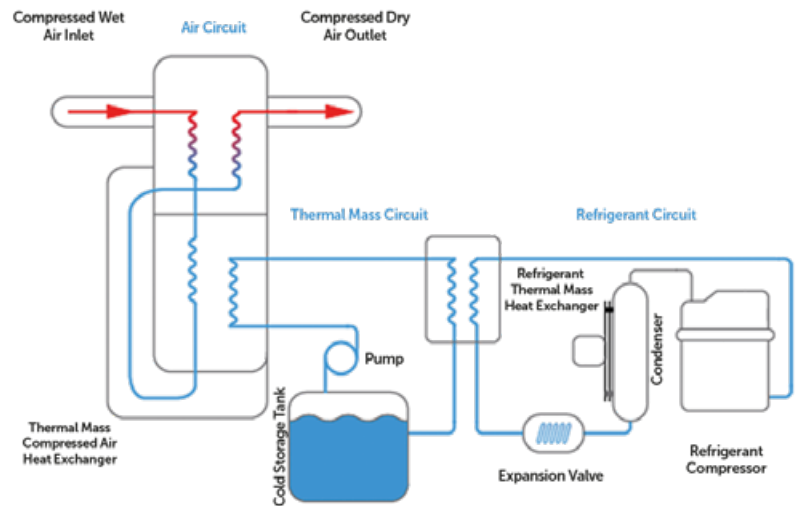 Compressed Wet
Air Inlet
Air Circuit
Compressed Dry
Air Outlet
Thermal Mass Circuit
Refrigerant Circuit
Refrigerant
Thermal Mass
Heat Exchanger
Condenser
Pump
Cold Storage Tank
Thermal Mass
Compressed Air
Heat Exchanger
Expansion Valve
Refrigerant
Compressor